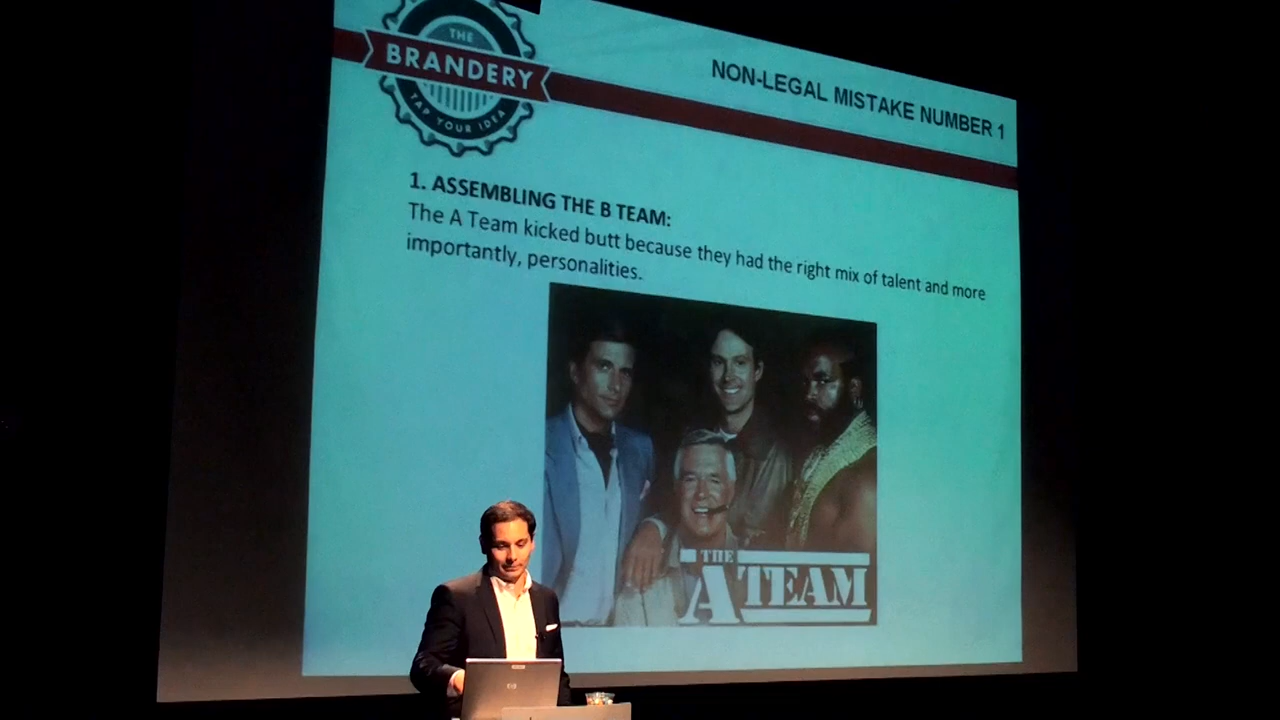 THE
BRANDERY
TAP YOUR IDEA
NON-LEGAL MISTAKE NUMBER 1
1. ASSEMBLING THE B TEAM:
The A Team kicked butt because they had the right mix of talent and more
importantly, personalities.
THE
A TEAM
hp